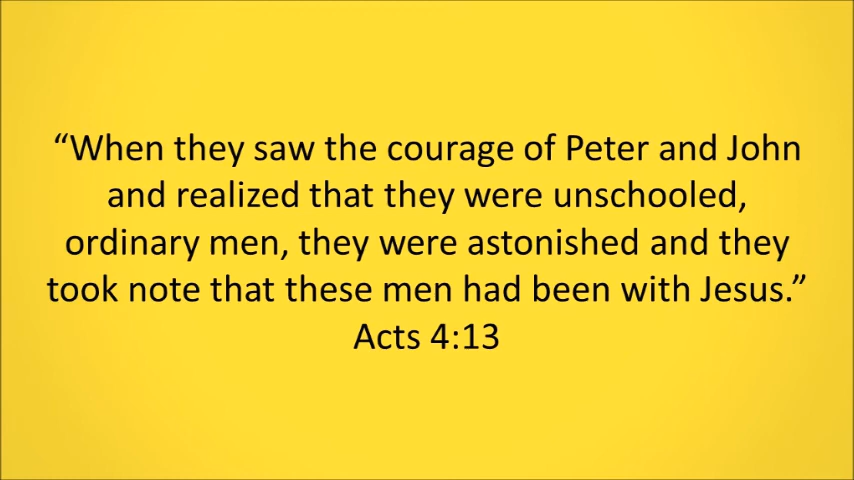 “When they saw the courage of Peter and John
and realized that they were unschooled,
ordinary men, they were astonished and they
took note that these men had been with Jesus.”
Acts 4:13